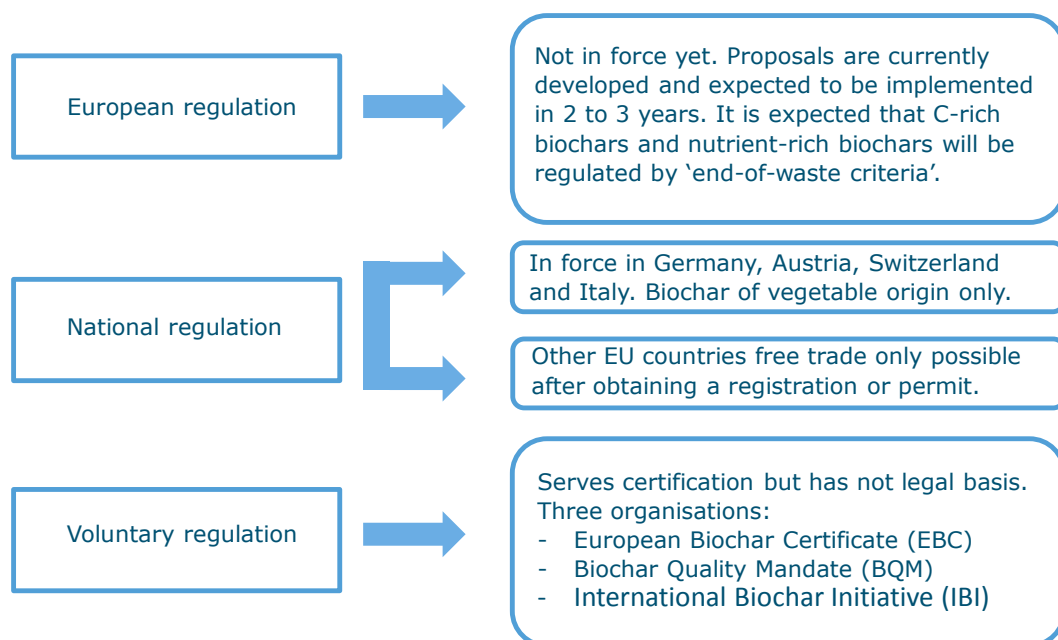 European regulation
Not in force yet. Proposals are currently
developed and expected to be implemented
in 2 to 3 years. It is expected that C-rich
biochars and nutrient-rich biochars will be
regulated by ‘end-of-waste criteria’.
National regulation
In force in Germany, Austria, Switzerland
and Italy. Biochar of vegetable origin only.
Other EU countries free trade only possible
after obtaining a registration or permit.
Voluntary regulation
Serves certification but has not legal basis.
Three organisations:
- European Biochar Certificate (EBC)
- Biochar Quality Mandate (BQM)
- International Biochar Initiative (IBI)